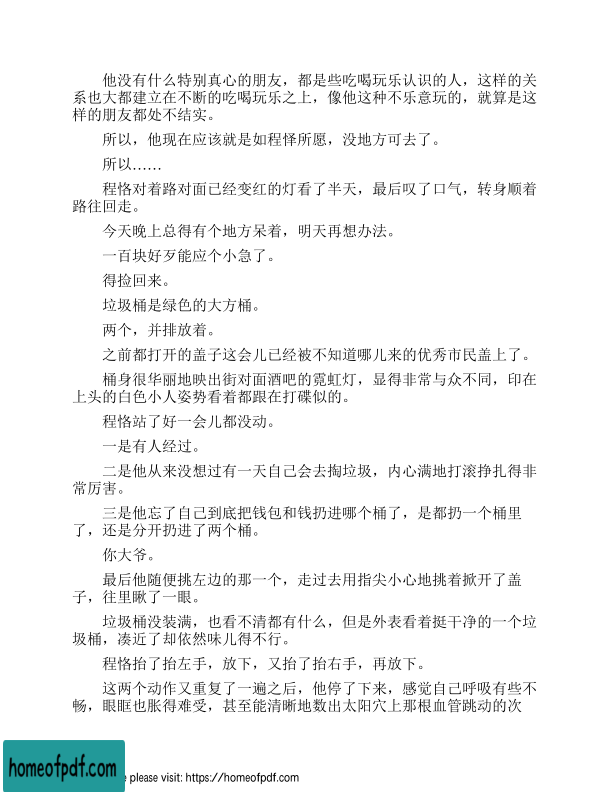 他没有什么特别真心的朋友，都是些吃喝玩乐认识的人，这样的关
系也大都建立在不断的吃喝玩乐之上，像他这种不乐意玩的，就算是这
样的朋友都处不结实。
所以，他现在应该就是如程怿所愿，没地方可去了。
所以……
程恪对着路对面已经变红的灯看了半天，最后叹了口气，转身顺着
路往回走。
今天晚上总得有个地方呆着，明天再想办法。
一百块好歹能应个小急了。
得捡回来。
垃圾桶是绿色的大方桶。
两个，并排放着。
之前都打开的盖子这会儿已经被不知道哪儿来的优秀市民盖上了。
桶身很华丽地映出街对面酒吧的霓虹灯，显得非常与众不同，印在
上头的白色小人姿势看着都跟在打碟似的。
程恪站了好一会儿都没动。
一是有人经过。
二是他从来没想过有一天自己会去掏垃圾，内心满地打滚挣扎得非
常厉害。
三是他忘了自己到底把钱包和钱扔进哪个桶了，是都扔一个桶里
了，还是分开扔进了两个桶。
你大爷。
最后他随便挑左边的那一个，走过去用指尖小心地挑着掀开了盖
子，往里瞅了一眼。
垃圾桶没装满，也看不清都有什么，但是外表看着挺干净的一个垃
圾桶，凑近了却依然味儿得不行。
程恪抬了抬左手，放下，又抬了抬右手，再放下。
这两个动作又重复了一遍之后，他停了下来，感觉自己呼吸有些不
畅，眼眶也胀得难受，甚至能清晰地数出太阳穴上那根血管跳动的次
homeofpdf.com
please visit: https://homeofpdf.com